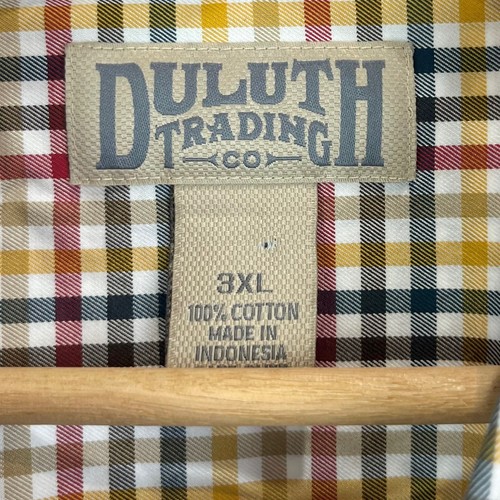 DULUTH
TRADING
CO
3XL
100% COTTON
MADE IN
INDONESIA